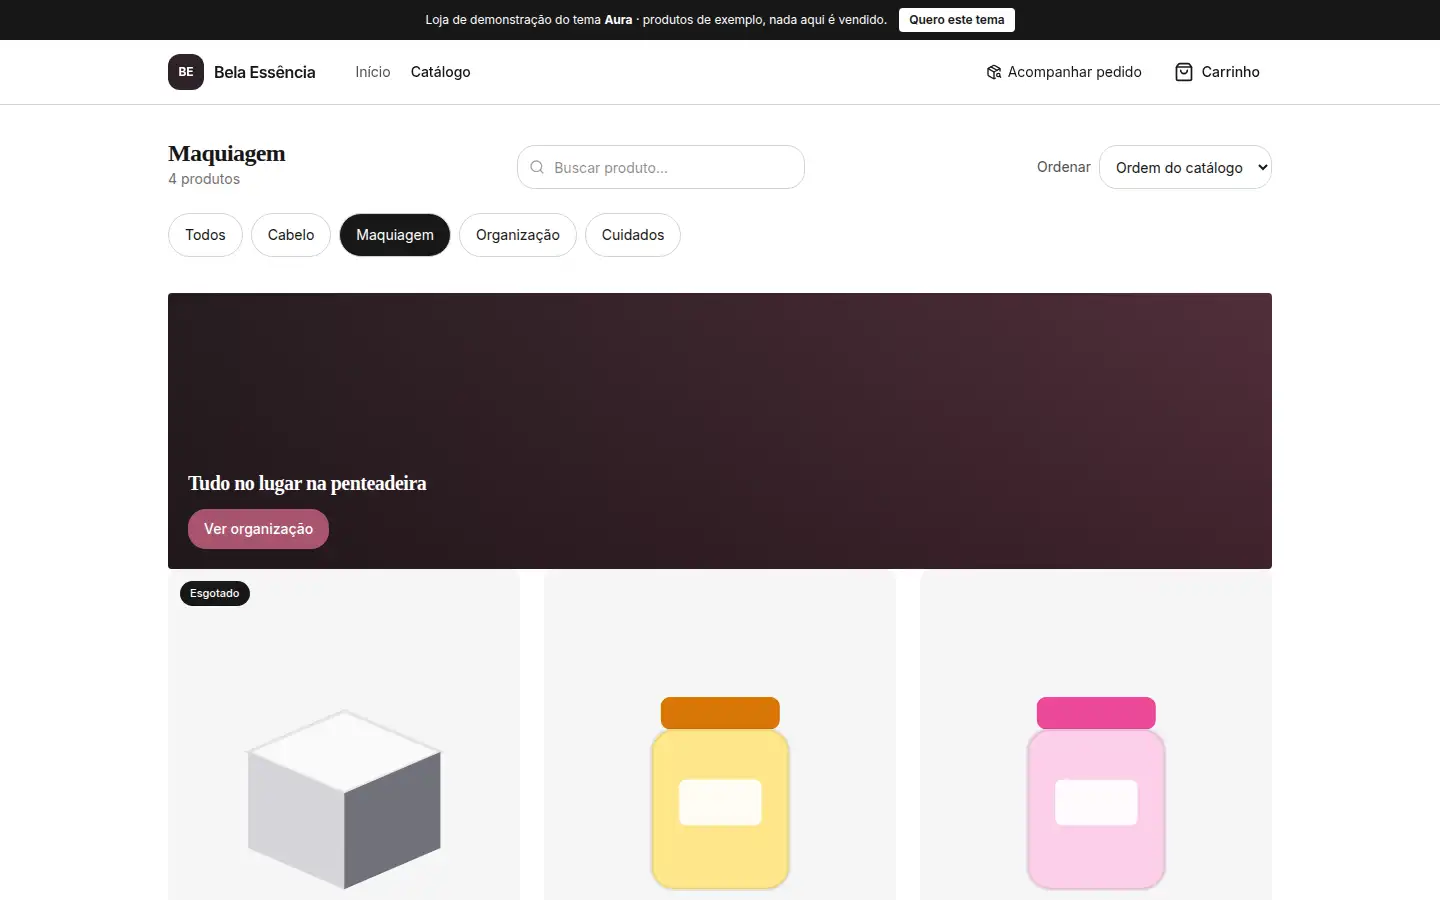 Loja de demonstração do tema Aura · produtos de exemplo, nada aqui é vendido.
Quero este tema
BE
Bela Essência
Início
Catálogo
Acompanhar pedido
Carrinho
Maquiagem
4 produtos
Buscar produto...
Ordenar
Ordem do catálogo
Todos
Cabelo
Maquiagem
Organização
Cuidados
Tudo no lugar na penteadeira
Ver organização
Esgotado